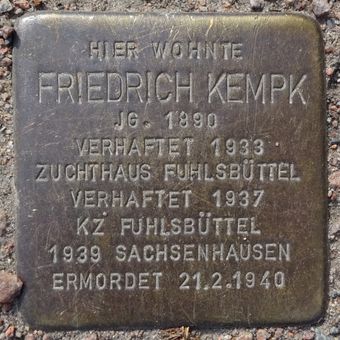 HIER WOHNTE
FRIEDRICH KEMPK
JG. 1890
VERHAFTET 1933
ZUCHTHAUS FUHLSBÜTTEL
VERHAFTET 1937
KZ FUHLSBÜTTEL
1939 SACHSENHAUSEN
ERMORDET 21.2.1940